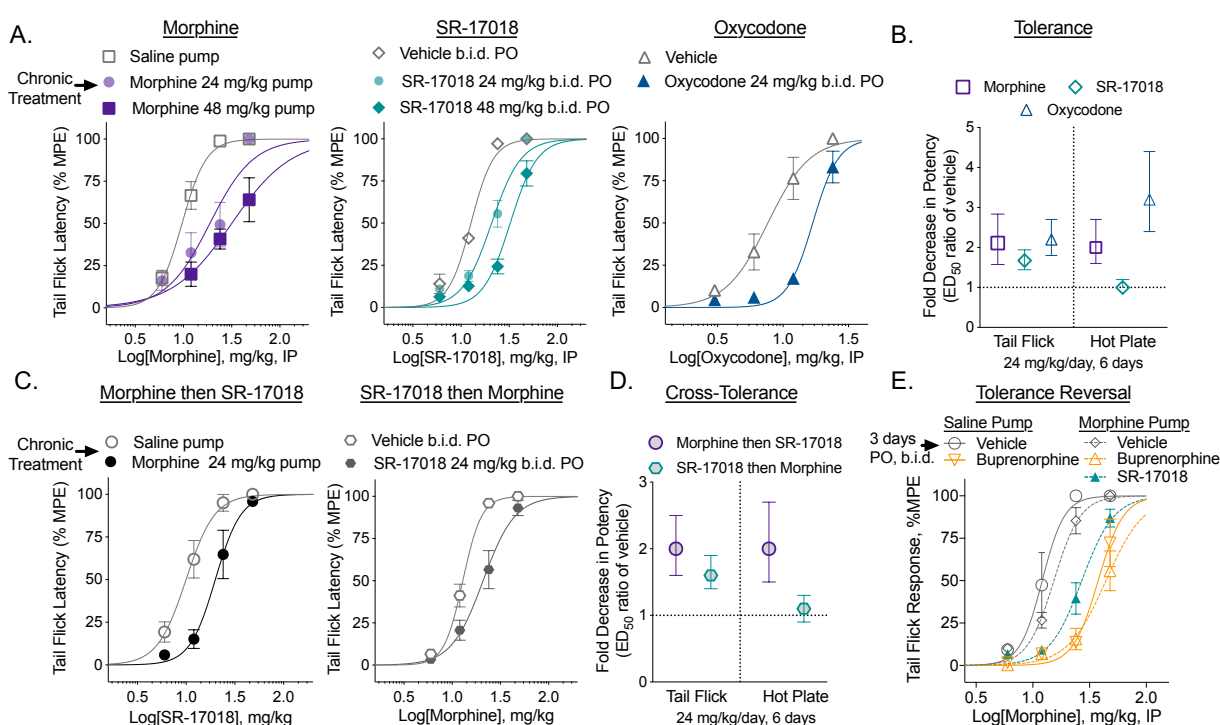 A.
Morphine
Saline pump
Chronic
Treatment
Morphine 24 mg/kg pump
Morphine 48 mg/kg pump
Tail Flick Latency (% MPE)
100
75
50
25
0
0.5
1.0
1.5
2.0
Log[Morphine], mg/kg, IP
SR-17018
Vehicle b.i.d. PO
SR-17018 24 mg/kg b.i.d. PO
SR-17018 48 mg/kg b.i.d. PO
Tail Flick Latency (% MPE)
100
75
50
25
0
0.5
1.0
1.5
2.0
Log[SR-17018], mg/kg, IP
Oxycodone
Vehicle
Oxycodone 24 mg/kg b.i.d. PO
Tail Flick Latency (% MPE)
100
75
50
25
0
0.5
1.0
1.5
Log[Oxycodone], mg/kg, IP
B.
Tolerance
Morphine
SR-17018
Oxycodone
Fold Decrease in Potency
(ED50 ratio of vehicle)
5
4
3
2
1
0
Tail Flick
Hot Plate
24 mg/kg/day, 6 days
C.
Morphine then SR-17018
Chronic
Treatment
Saline pump
Morphine 24 mg/kg pump
Tail Flick Latency (% MPE)
100
75
50
25
0
0.5
1.0
1.5
2.0
Log[SR-17018], mg/kg
SR-17018 then Morphine
Vehicle b.i.d. PO
SR-17018 24 mg/kg b.i.d. PO
Tail Flick Latency (% MPE)
100
75
50
25
0
0.5
1.0
1.5
2.0
Log[Morphine], mg/kg
D.
Cross-Tolerance
Morphine then SR-17018
SR-17018 then Morphine
Fold Decrease in Potency
(ED50 ratio of vehicle)
3
2
1
0
Tail Flick
Hot Plate
24 mg/kg/day, 6 days
E.
Tolerance Reversal
Saline Pump
Morphine Pump
3 days
PO, b.i.d.
Vehicle
Buprenorphine
Vehicle
Buprenorphine
SR-17018
Tail Flick Response, %MPE
100
75
50
25
0
0.5
1.0
1.5
2.0
Log[Morphine], mg/kg, IP